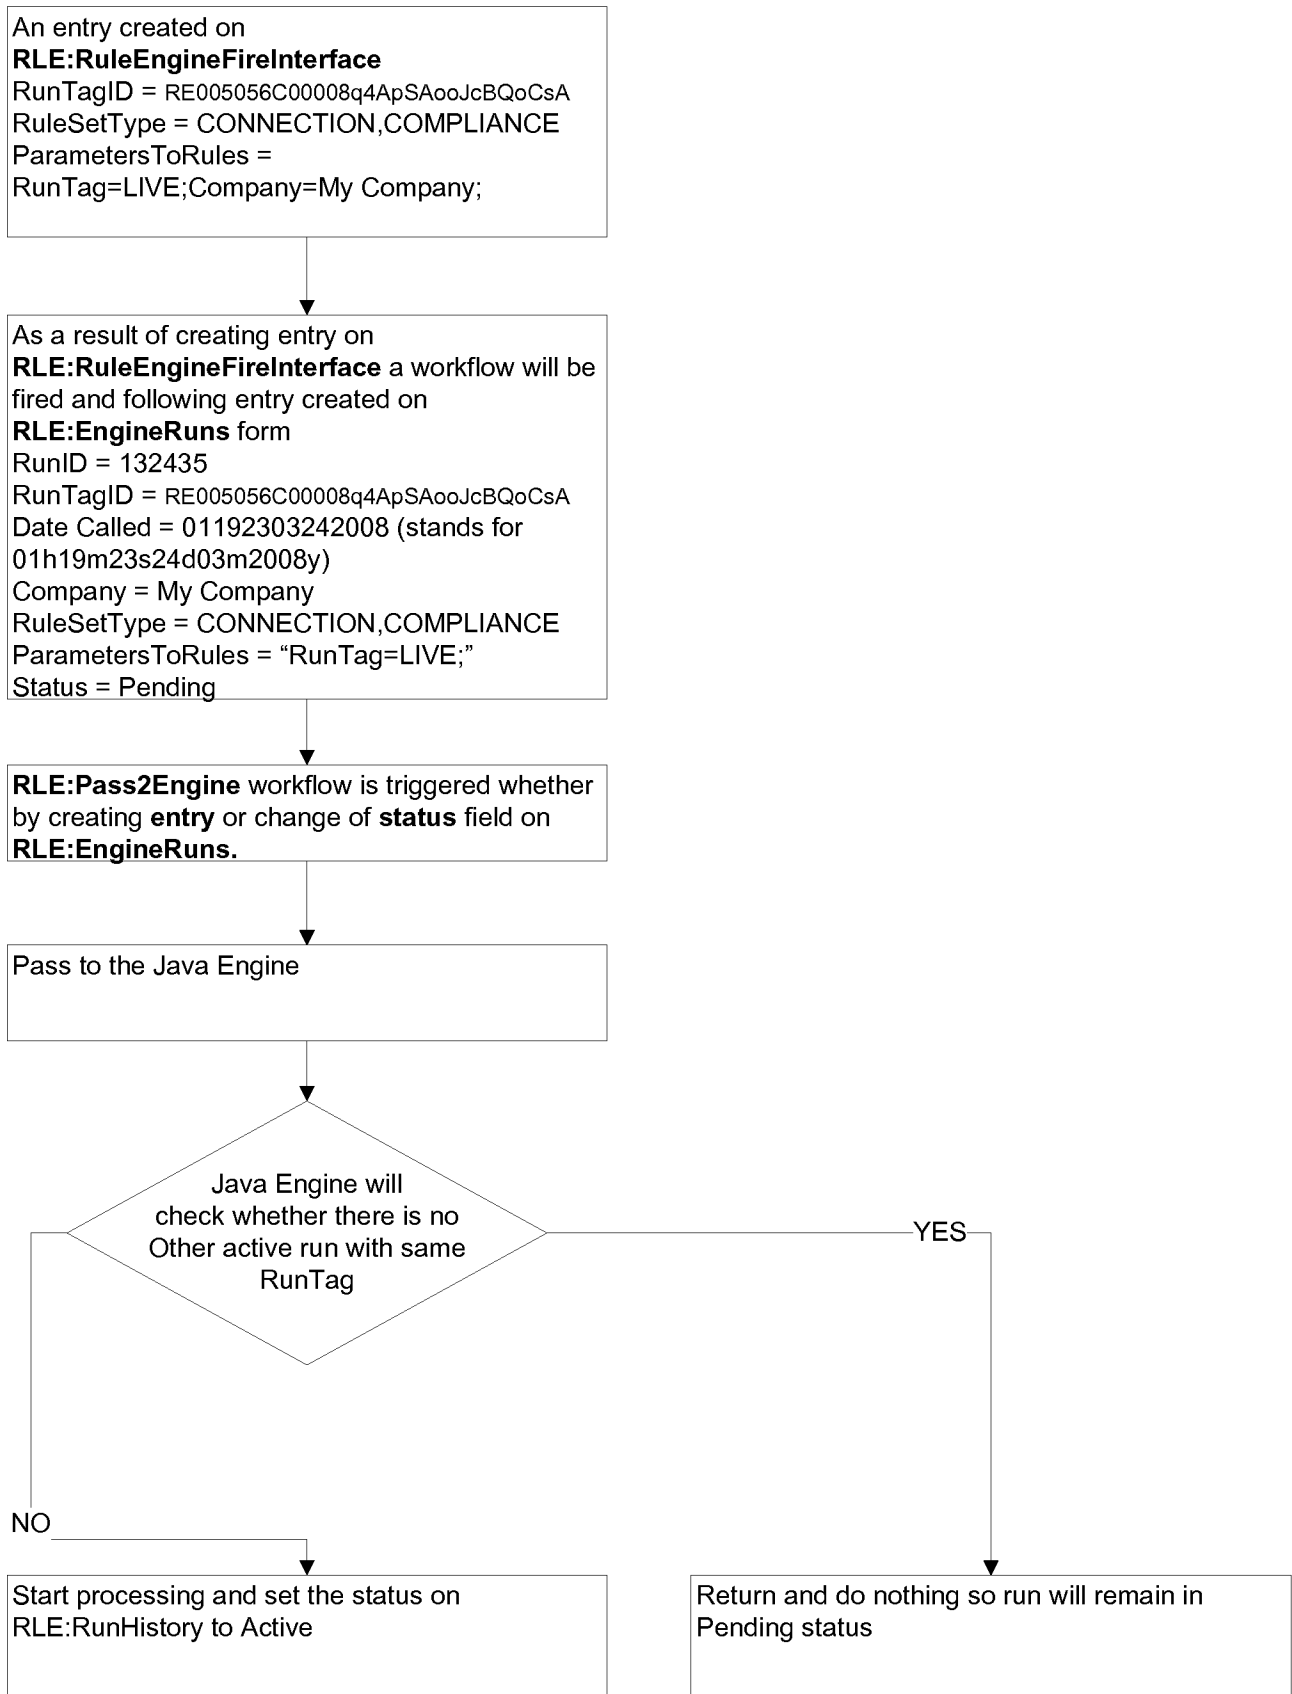 An entry created on
RLE:RuleEngineFireInterface
RunTagID = RE005056C00008q4ApSAooJcBQoCsA
RuleSetType = CONNECTION,COMPLIANCE
ParametersToRules =
RunTag=LIVE;Company=My Company;
As a result of creating entry on
RLE:RuleEngineFireInterface a workflow will be
fired and following entry created on
RLE:EngineRuns form
RunID = 132435
RunTagID = RE005056C00008q4ApSAooJcBQoCsA
Date Called = 01192303242008 (stands for
01h19m23s24d03m2008y)
Company = My Company
RuleSetType = CONNECTION,COMPLIANCE
ParametersToRules = “RunTag=LIVE;”
Status = Pending
RLE:Pass2Engine workflow is triggered whether
by creating entry or change of status field on
RLE:EngineRuns.
Pass to the Java Engine
Java Engine will
check whether there is no
Other active run with same
RunTag
YES
NO
Start processing and set the status on
RLE:RunHistory to Active
Return and do nothing so run will remain in
Pending status